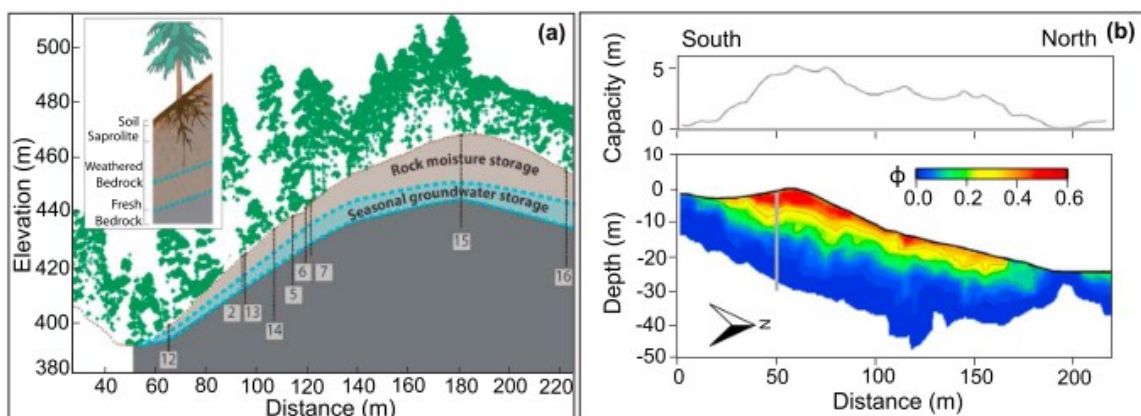 (a)
Elevation (m)
510
480
460
440
420
400
380
Soil
Saprolite
Weathered
Bedrock
Fresh
Bedrock
Rock moisture storage
Seasonal groundwater storage
12
2
13
14
5
6
7
15
16
40 60 80 100 120 140 160 180 200 220
Distance (m)
(b)
South North
Capacity (m)
5
0
Depth (m)
10
0
-10
-20
-30
-40
-50
ϕ 0.0 0.2 0.4 0.6
N
0 50 100 150 200
Distance (m)